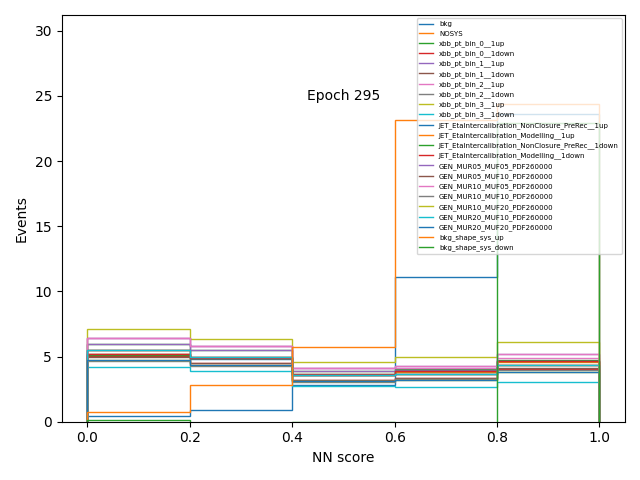 bkg
NOSYS
xbb_pt_bin_0__1up
xbb_pt_bin_0__1down
xbb_pt_bin_1__1up
xbb_pt_bin_1__1down
xbb_pt_bin_2__1up
xbb_pt_bin_2__1down
xbb_pt_bin_3__1up
xbb_pt_bin_3__1down
JET_EtaIntercalibration_NonClosure_PreRec__1up
JET_EtaIntercalibration_Modelling__1up
JET_EtaIntercalibration_NonClosure_PreRec__1down
JET_EtaIntercalibration_Modelling__1down
GEN_MUR05_MUF05_PDF260000
GEN_MUR05_MUF10_PDF260000
GEN_MUR10_MUF05_PDF260000
GEN_MUR10_MUF10_PDF260000
GEN_MUR10_MUF20_PDF260000
GEN_MUR20_MUF10_PDF260000
GEN_MUR20_MUF20_PDF260000
bkg_shape_sys_up
bkg_shape_sys_down
Epoch 295
30
25
20
15
10
5
0
Events
0.0 0.2 0.4 0.6 0.8 1.0
NN score